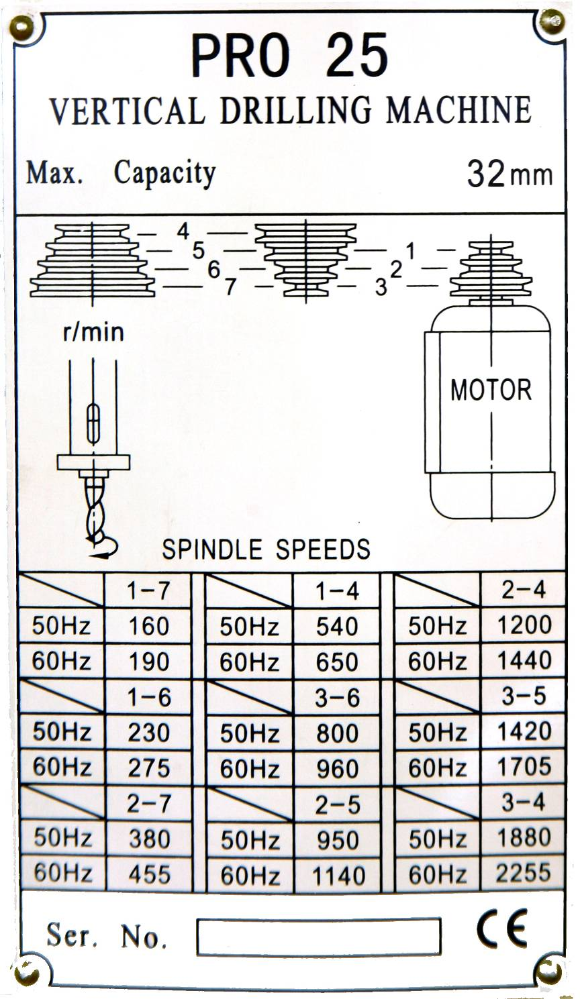 PRO 25
VERTICAL DRILLING MACHINE
Max. Capacity 32mm
4
5 1
6 2
7 3
r/min
MOTOR
SPINDLE SPEEDS
1-7 1-4 2-4
50Hz 160 50Hz 540 50Hz 1200
60Hz 190 60Hz 650 60Hz 1440
1-6 3-6 3-5
50Hz 230 50Hz 800 50Hz 1420
60Hz 275 60Hz 960 60Hz 1705
2-7 2-5 3-4
50Hz 380 50Hz 950 50Hz 1880
60Hz 455 60Hz 1140 60Hz 2255
Ser. No. CE